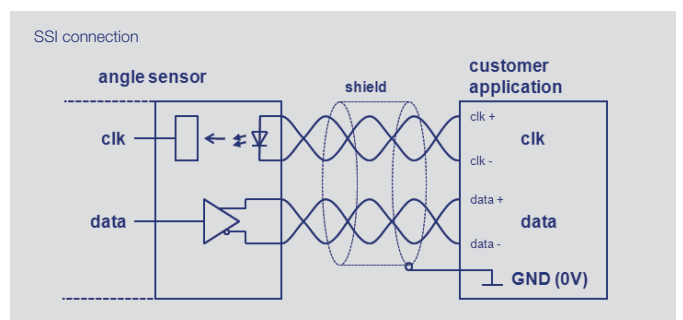 SSI connection
angle sensor
shield
customer
application
clk
clk +
clk -
clk
data
data +
data -
data
GND (0V)